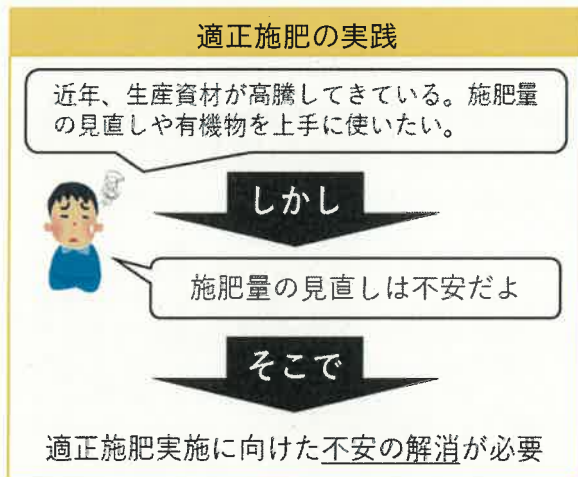 適正施肥の実践
近年、生産資材が高騰してきている。施肥量
の見直しや有機物を上手に使いたい。
しかし
施肥量の見直しは不安だよ
そこで
適正施肥実施に向けた不安の解消が必要